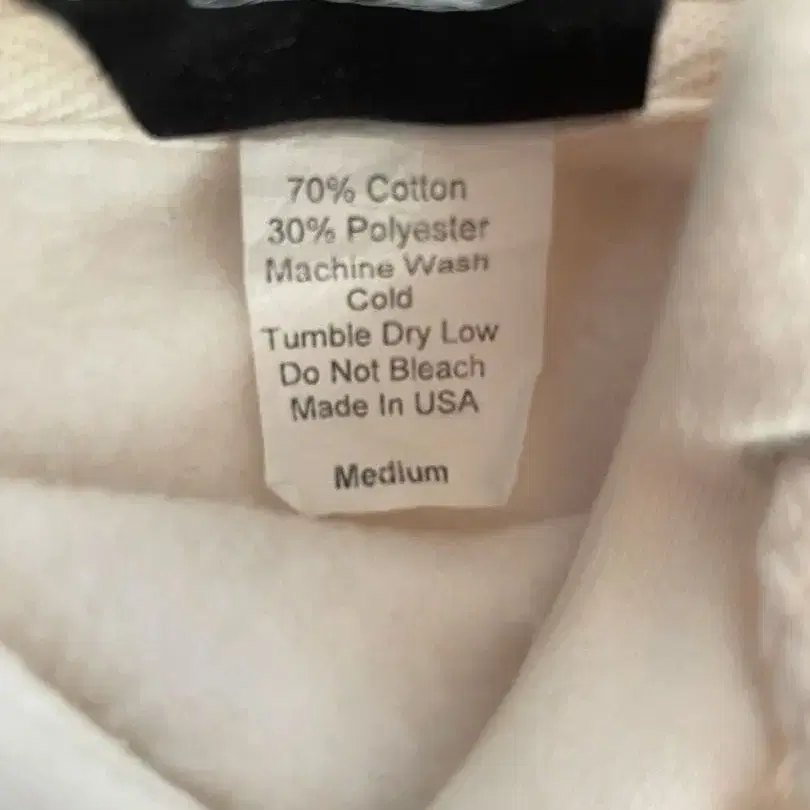 70% Cotton
30% Polyester
Machine Wash
Cold
Tumble Dry Low
Do Not Bleach
Made In USA
Medium